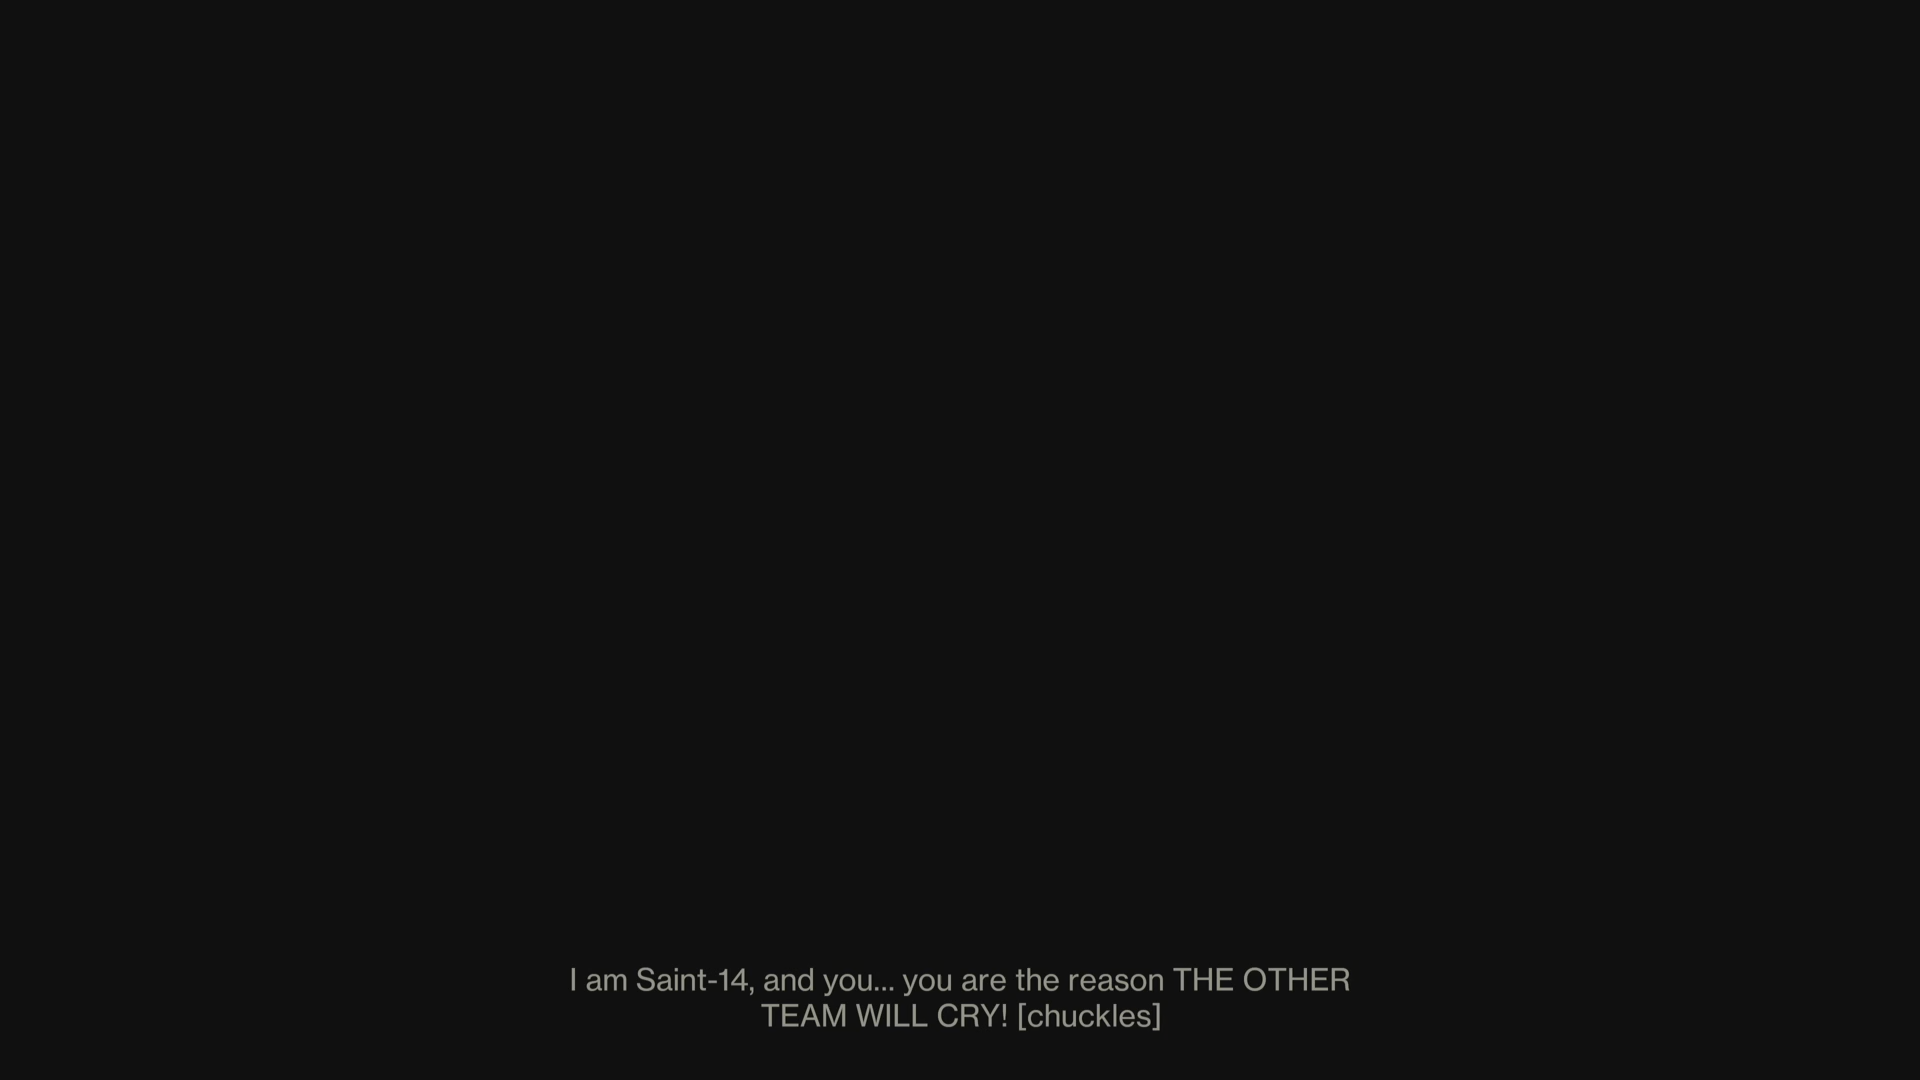 I am Saint-14, and you... you are the reason THE OTHER
TEAM WILL CRY! [chuckles]